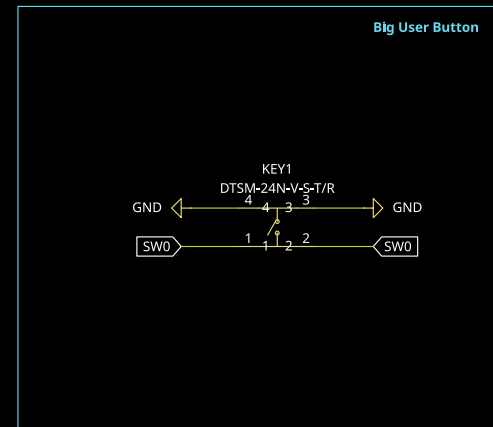 Big User Button
KEY1
DTSM-24N-V-S-T/R
4 3
GND 4 3 GND
1 2
SW0 1 2 SW0